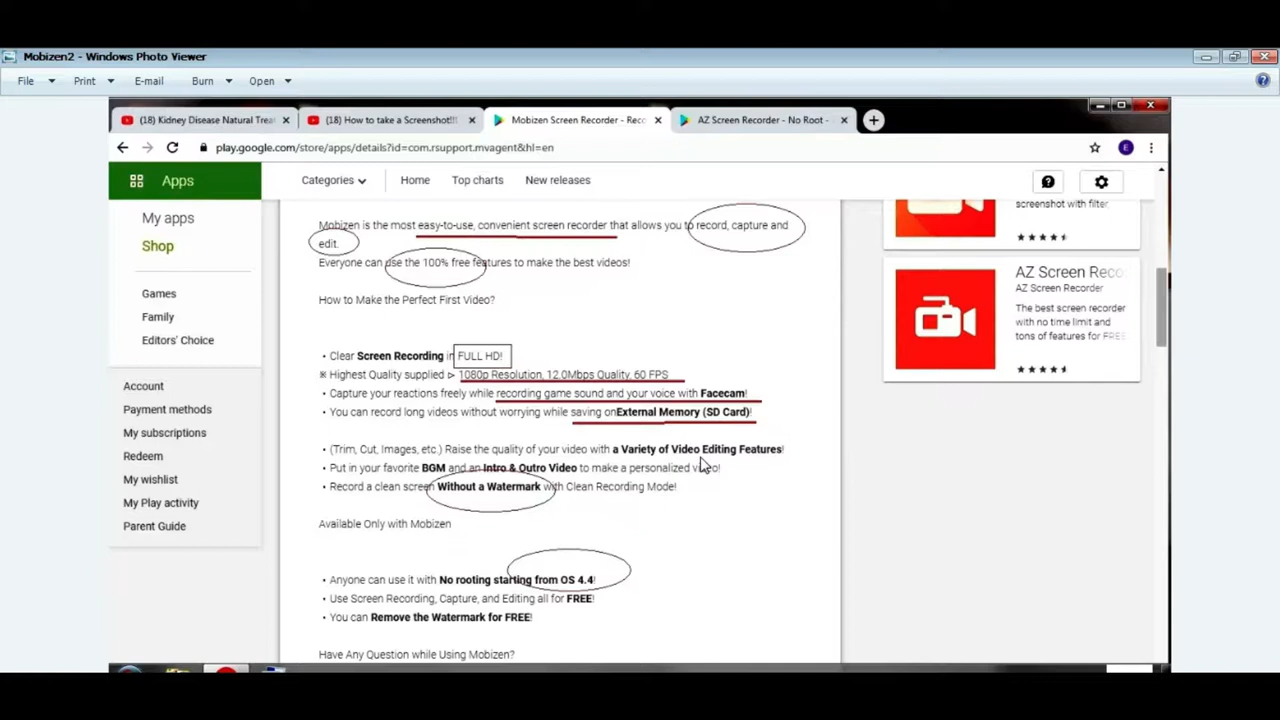 Mobizen2 - Windows Photo Viewer
File Print E-mail Burn Open
(18) Kidney Disease Natural Trea
(18) How to take a Screenshot!!!
Mobizen Screen Recorder - Reco
AZ Screen Recorder - No Root -
play.google.com/store/apps/details?id=com.rsupport.mvagent&hl=en
E
Apps
Categories Home Top charts New releases
My apps
Shop
Games
Family
Editors' Choice
Account
Payment methods
My subscriptions
Redeem
My wishlist
My Play activity
Parent Guide
Mobizen is the most easy-to-use, convenient screen recorder that allows you to record, capture and
edit.
Everyone can use the 100% free features to make the best videos!
How to Make the Perfect First Video?
• Clear Screen Recording in FULL HD!
※ Highest Quality supplied ▷ 1080p Resolution, 12.0Mbps Quality, 60 FPS
• Capture your reactions freely while recording game sound and your voice with Facecam!
• You can record long videos without worrying while saving onExternal Memory (SD Card)!
• (Trim, Cut, Images, etc.) Raise the quality of your video with a Variety of Video Editing Features!
• Put in your favorite BGM and an Intro & Outro Video to make a personalized video!
• Record a clean screen Without a Watermark with Clean Recording Mode!
Available Only with Mobizen
• Anyone can use it with No rooting starting from OS 4.4!
• Use Screen Recording, Capture, and Editing all for FREE!
• You can Remove the Watermark for FREE!
Have Any Question while Using Mobizen?
screenshot with filter,
AZ Screen Reco
AZ Screen Recorder
The best screen recorder
with no time limit and
tons of features for FREE